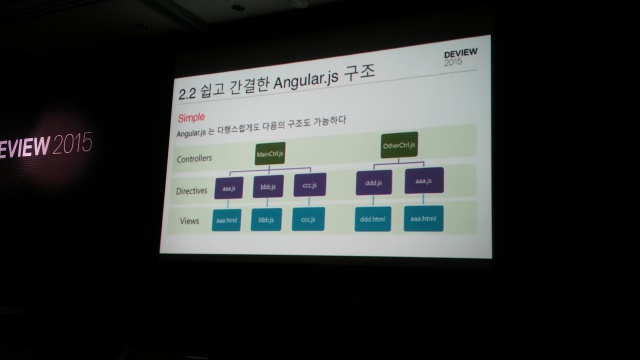 DEVIEW
2015
2.2 쉽고 간결한 Angular.js 구조
Simple
Angular.js 는 다행스럽게도 다음의 구조도 가능하다
Controllers
MainCtrl.js
OtherCtrl.js
Directives
aaa.js
bbb.js
ccc.js
ddd.js
aaa.js
Views
aaa.html
bbb.js
ccc.js
ddd.html
aaa.html
EVIEW 2015